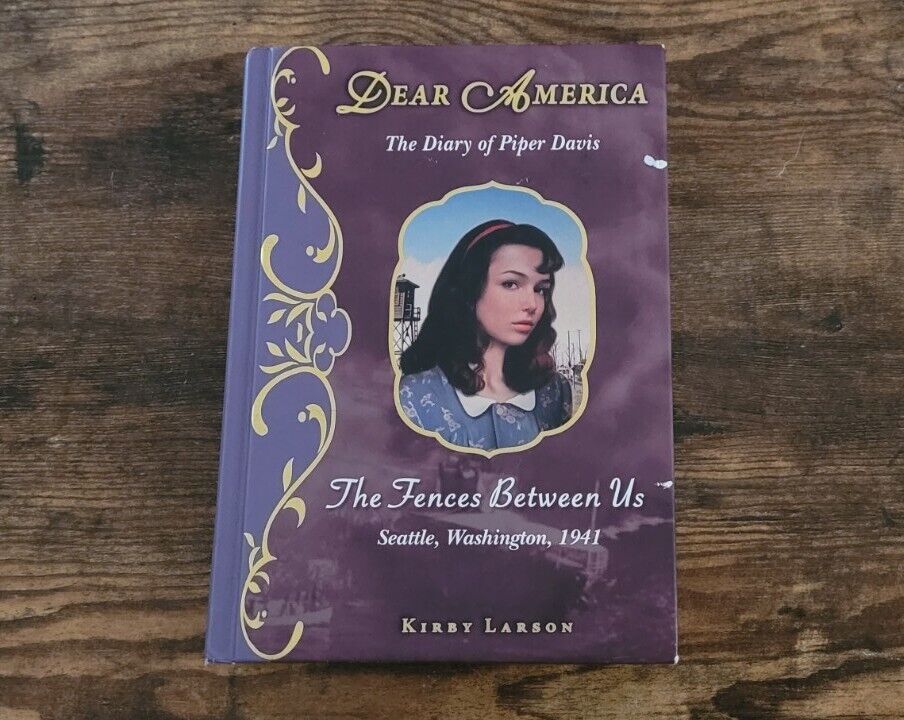 Dear America
The Diary of Piper Davis
The Fences Between Us
Seattle, Washington, 1941
Kirby Larson